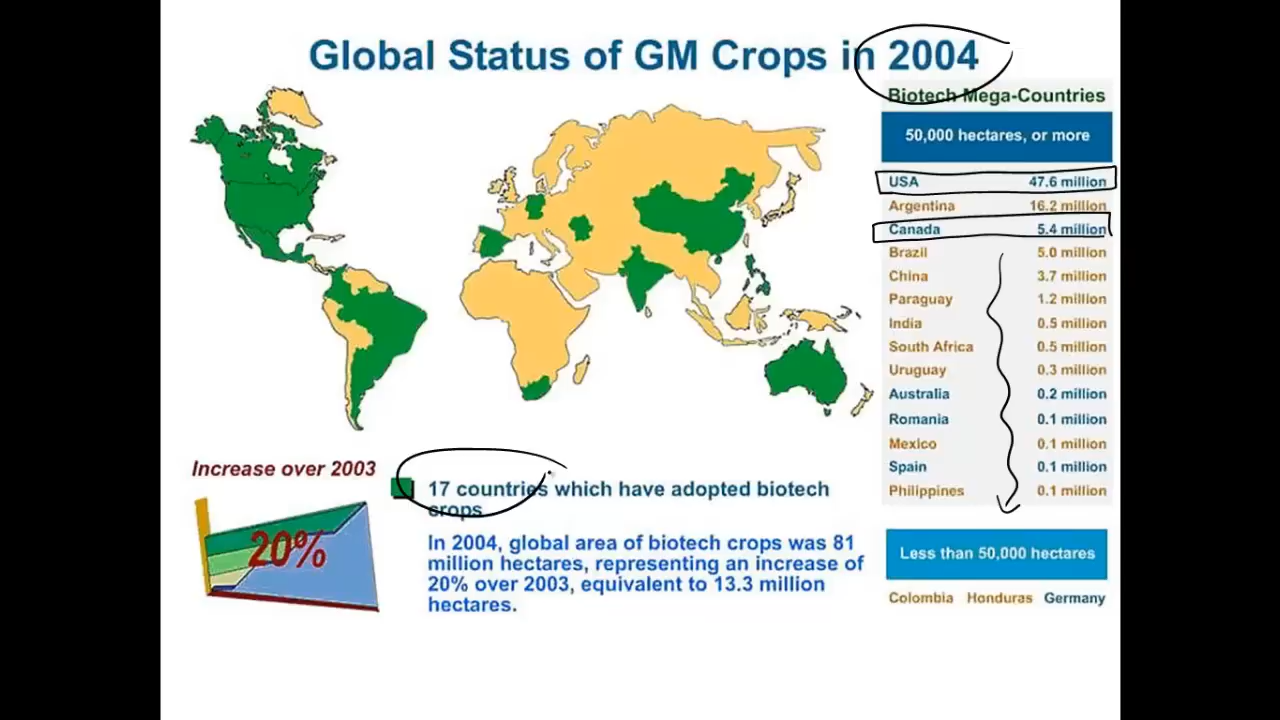 Global Status of GM Crops in 2004
Biotech Mega-Countries
50,000 hectares, or more
USA 47.6 million
Argentina 16.2 million
Canada 5.4 million
Brazil 5.0 million
China 3.7 million
Paraguay 1.2 million
India 0.5 million
South Africa 0.5 million
Uruguay 0.3 million
Australia 0.2 million
Romania 0.1 million
Mexico 0.1 million
Spain 0.1 million
Philippines 0.1 million
Less than 50,000 hectares
Colombia Honduras Germany
Increase over 2003
20%
17 countries which have adopted biotech
crops
In 2004, global area of biotech crops was 81
million hectares, representing an increase of
20% over 2003, equivalent to 13.3 million
hectares.